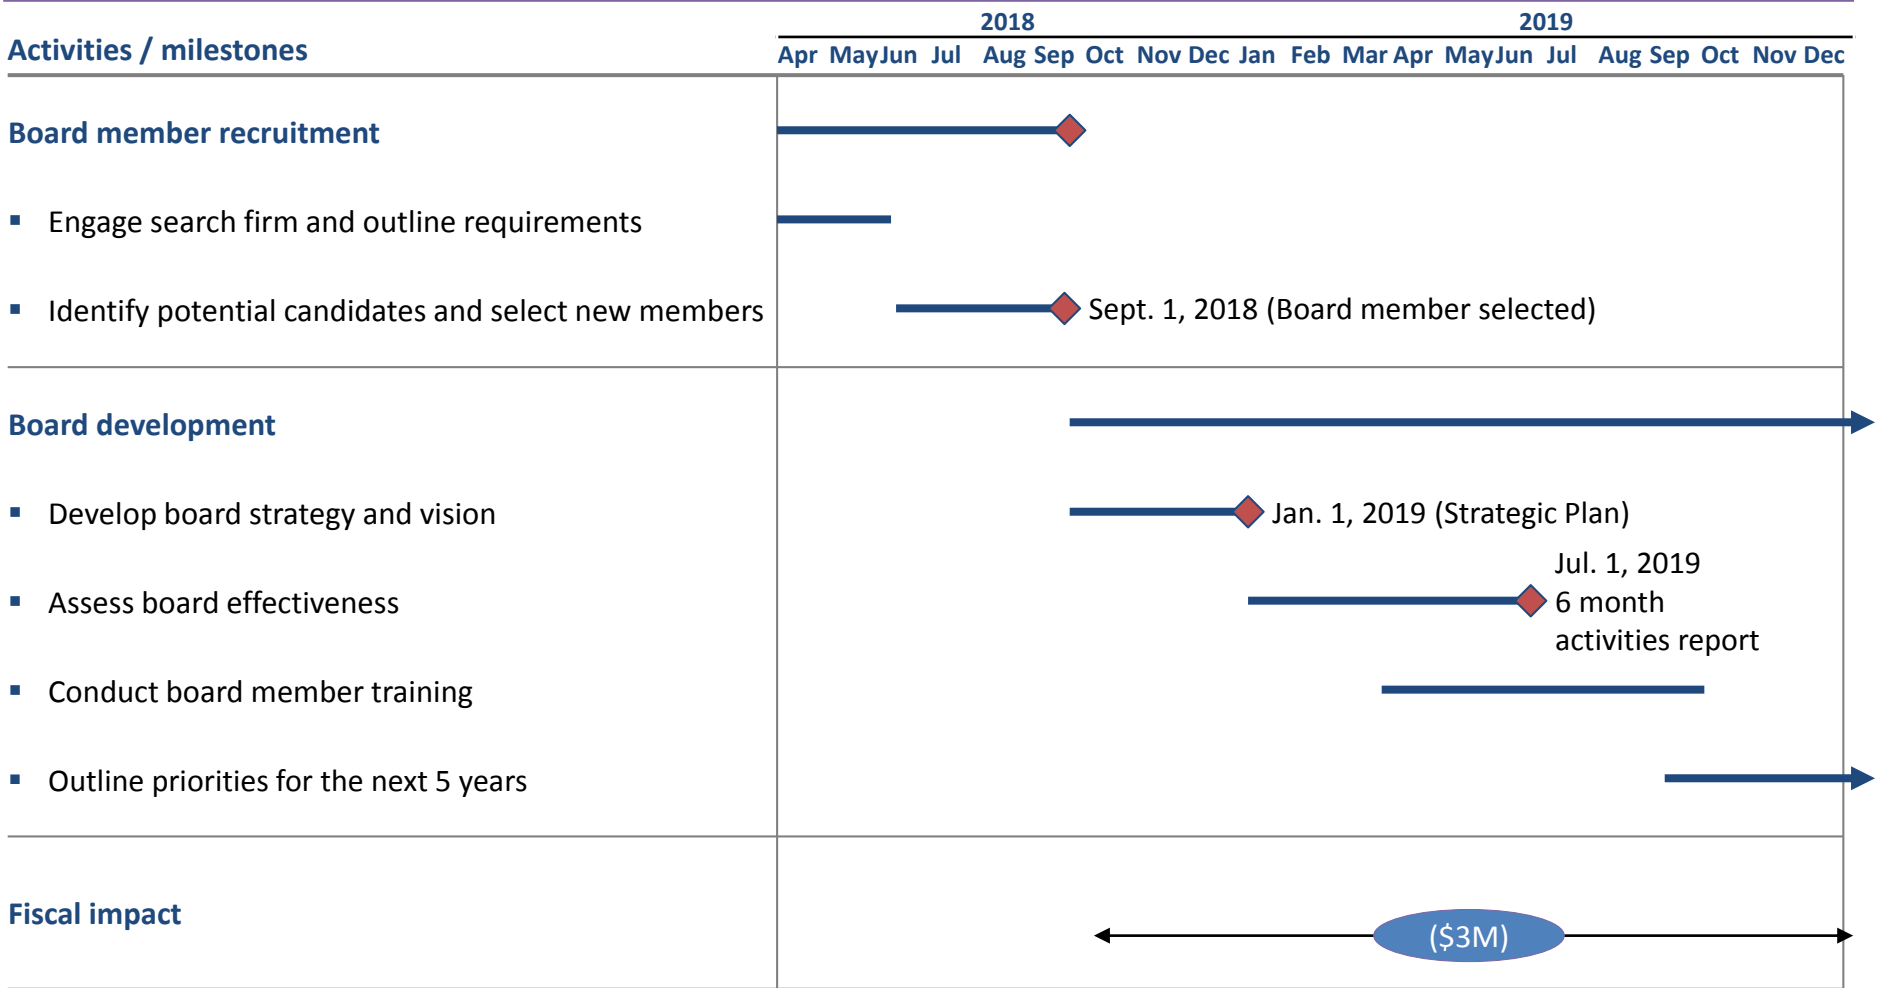 2018 2019
Activities / milestones
Apr May Jun Jul Aug Sep Oct Nov Dec Jan Feb Mar Apr May Jun Jul Aug Sep Oct Nov Dec
Board member recruitment
▪ Engage search firm and outline requirements
▪ Identify potential candidates and select new members
Sept. 1, 2018 (Board member selected)
Board development
▪ Develop board strategy and vision
Jan. 1, 2019 (Strategic Plan)
▪ Assess board effectiveness
Jul. 1, 2019
6 month
activities report
▪ Conduct board member training
▪ Outline priorities for the next 5 years
Fiscal impact
($3M)